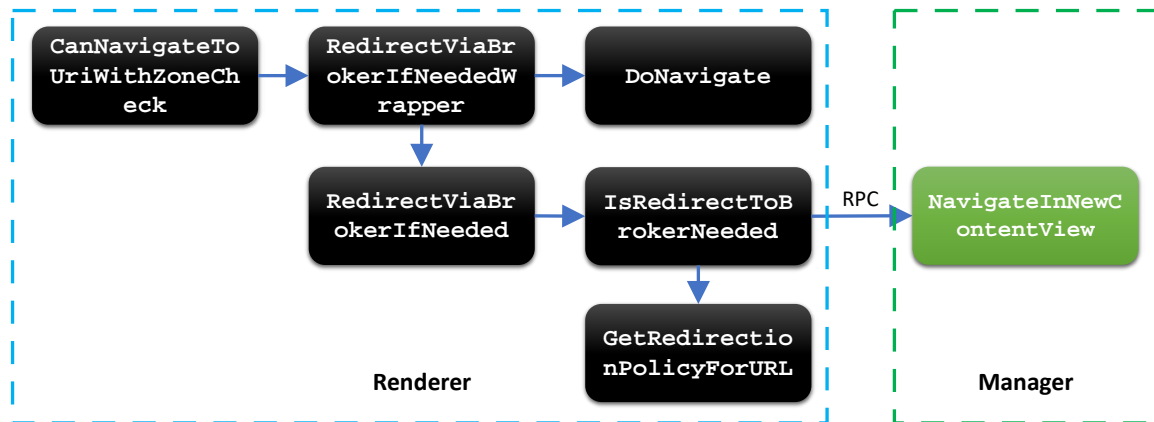 CanNavigateTo
UriWithZoneCh
eck
RedirectViaBr
okerIfNeededW
rapper
DoNavigate
RedirectViaBr
okerIfNeeded
IsRedirectToB
rokerNeeded
RPC
NavigateInNewC
ontentView
GetRedirectio
nPolicyForURL
Renderer
Manager